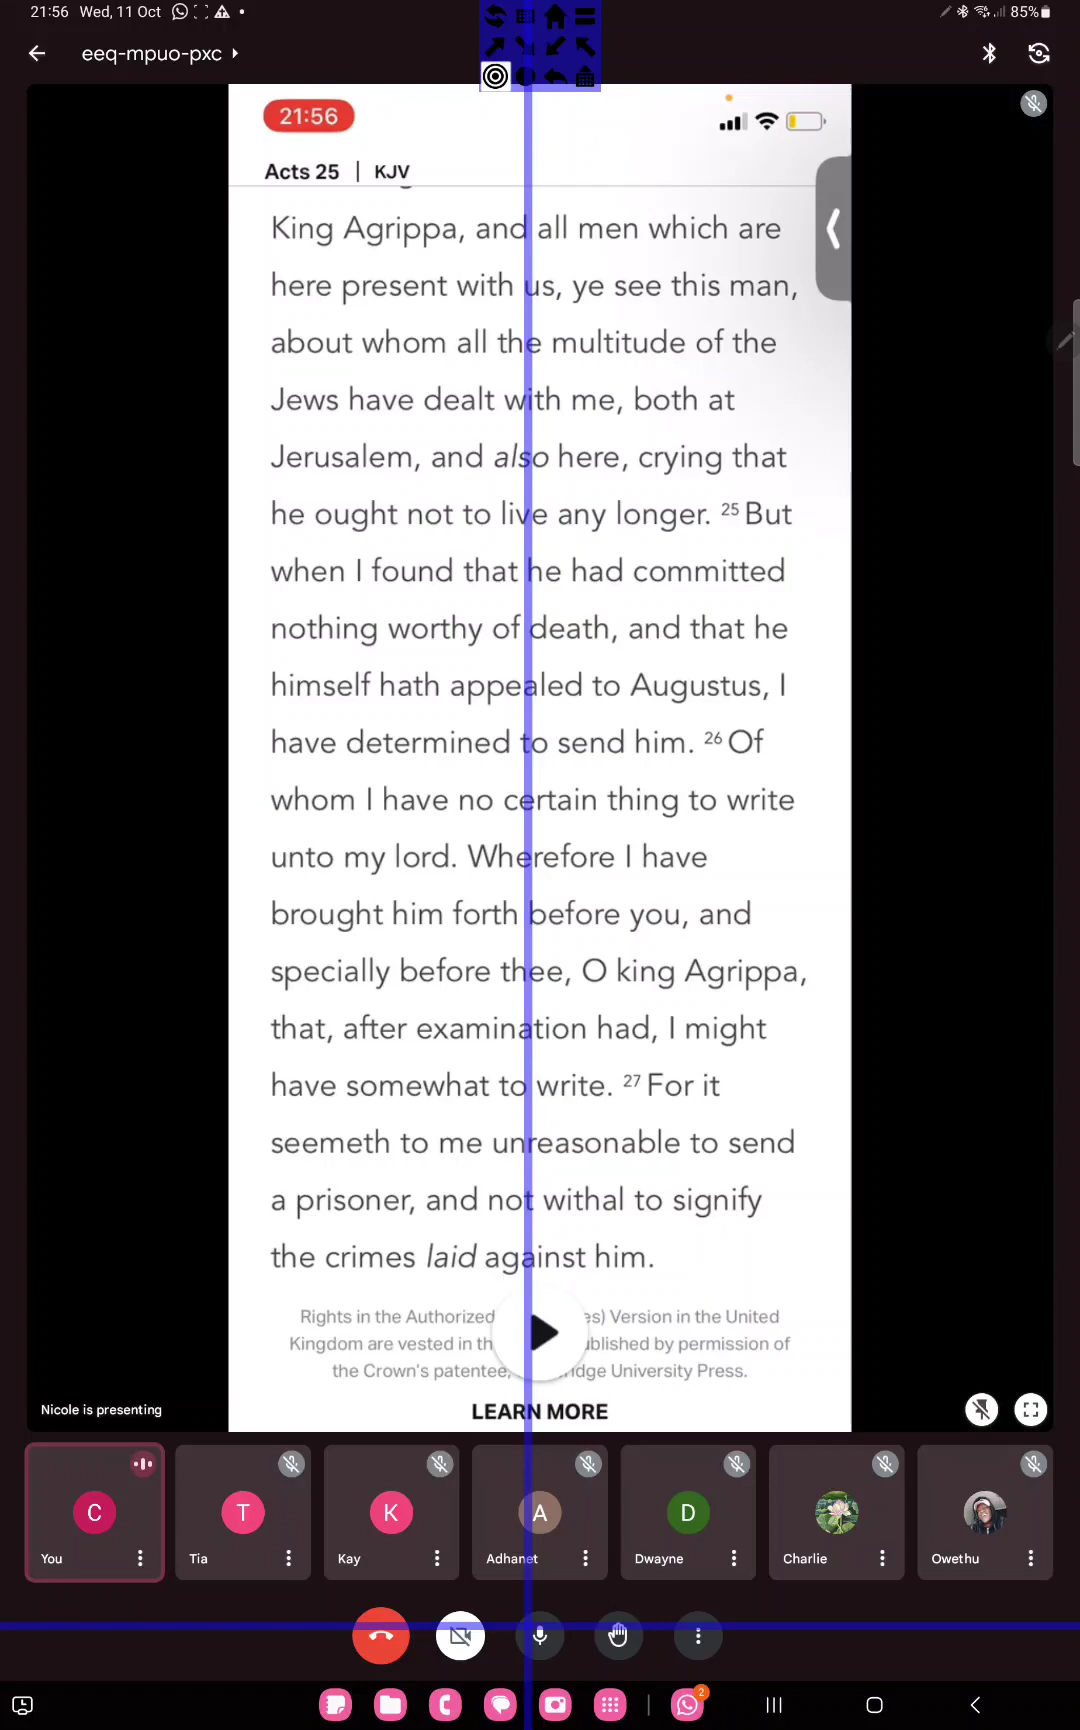 21:56 Wed, 11 Oct
85%
eeq-mpuo-pxc
21:56
Acts 25 | KJV
King Agrippa, and all men which are
here present with us, ye see this man,
about whom all the multitude of the
Jews have dealt with me, both at
Jerusalem, and also here, crying that
he ought not to live any longer. 25 But
when I found that he had committed
nothing worthy of death, and that he
himself hath appealed to Augustus, I
have determined to send him. 26 Of
whom I have no certain thing to write
unto my lord. Wherefore I have
brought him forth before you, and
specially before thee, O king Agrippa,
that, after examination had, I might
have somewhat to write. 27 For it
seemeth to me unreasonable to send
a prisoner, and not withal to signify
the crimes laid against him.
Rights in the Authorized es) Version in the United
Kingdom are vested in th ublished by permission of
the Crown's patentee, idge University Press.
LEARN MORE
Nicole is presenting
C T K A D
You Tia Kay Adhanet Dwayne Charlie Owethu
2